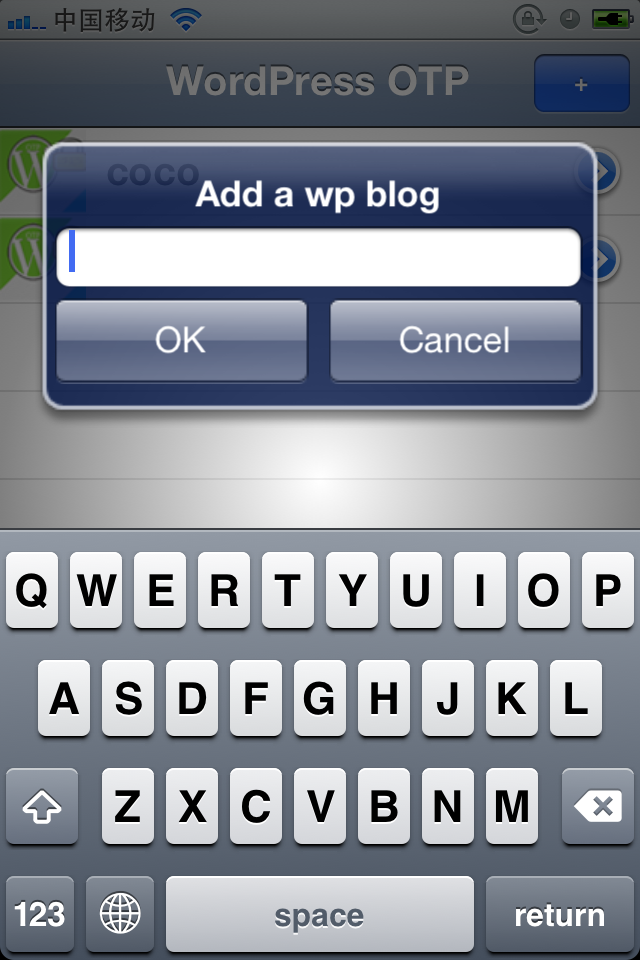 中国移动
WordPress OTP
+
coco
Add a wp blog
OK Cancel
Q W E R T Y U I O P
A S D F G H J K L
Z X C V B N M
123 space return